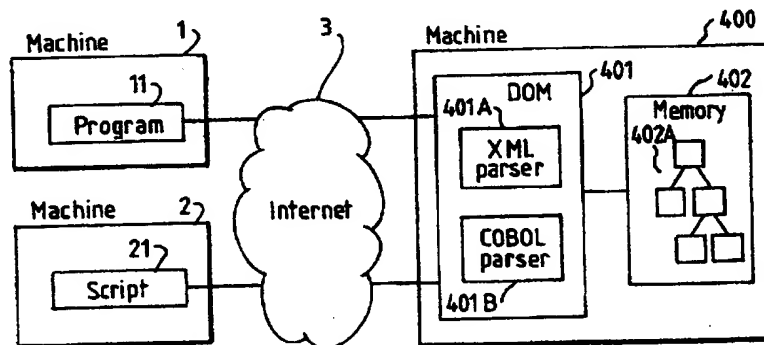 Machine 1
11
Program
Machine 2
21
Script
3
Internet
Machine 400
DOM 401
401A
XML
parser
COBOL
parser
401B
402
Memory
402A